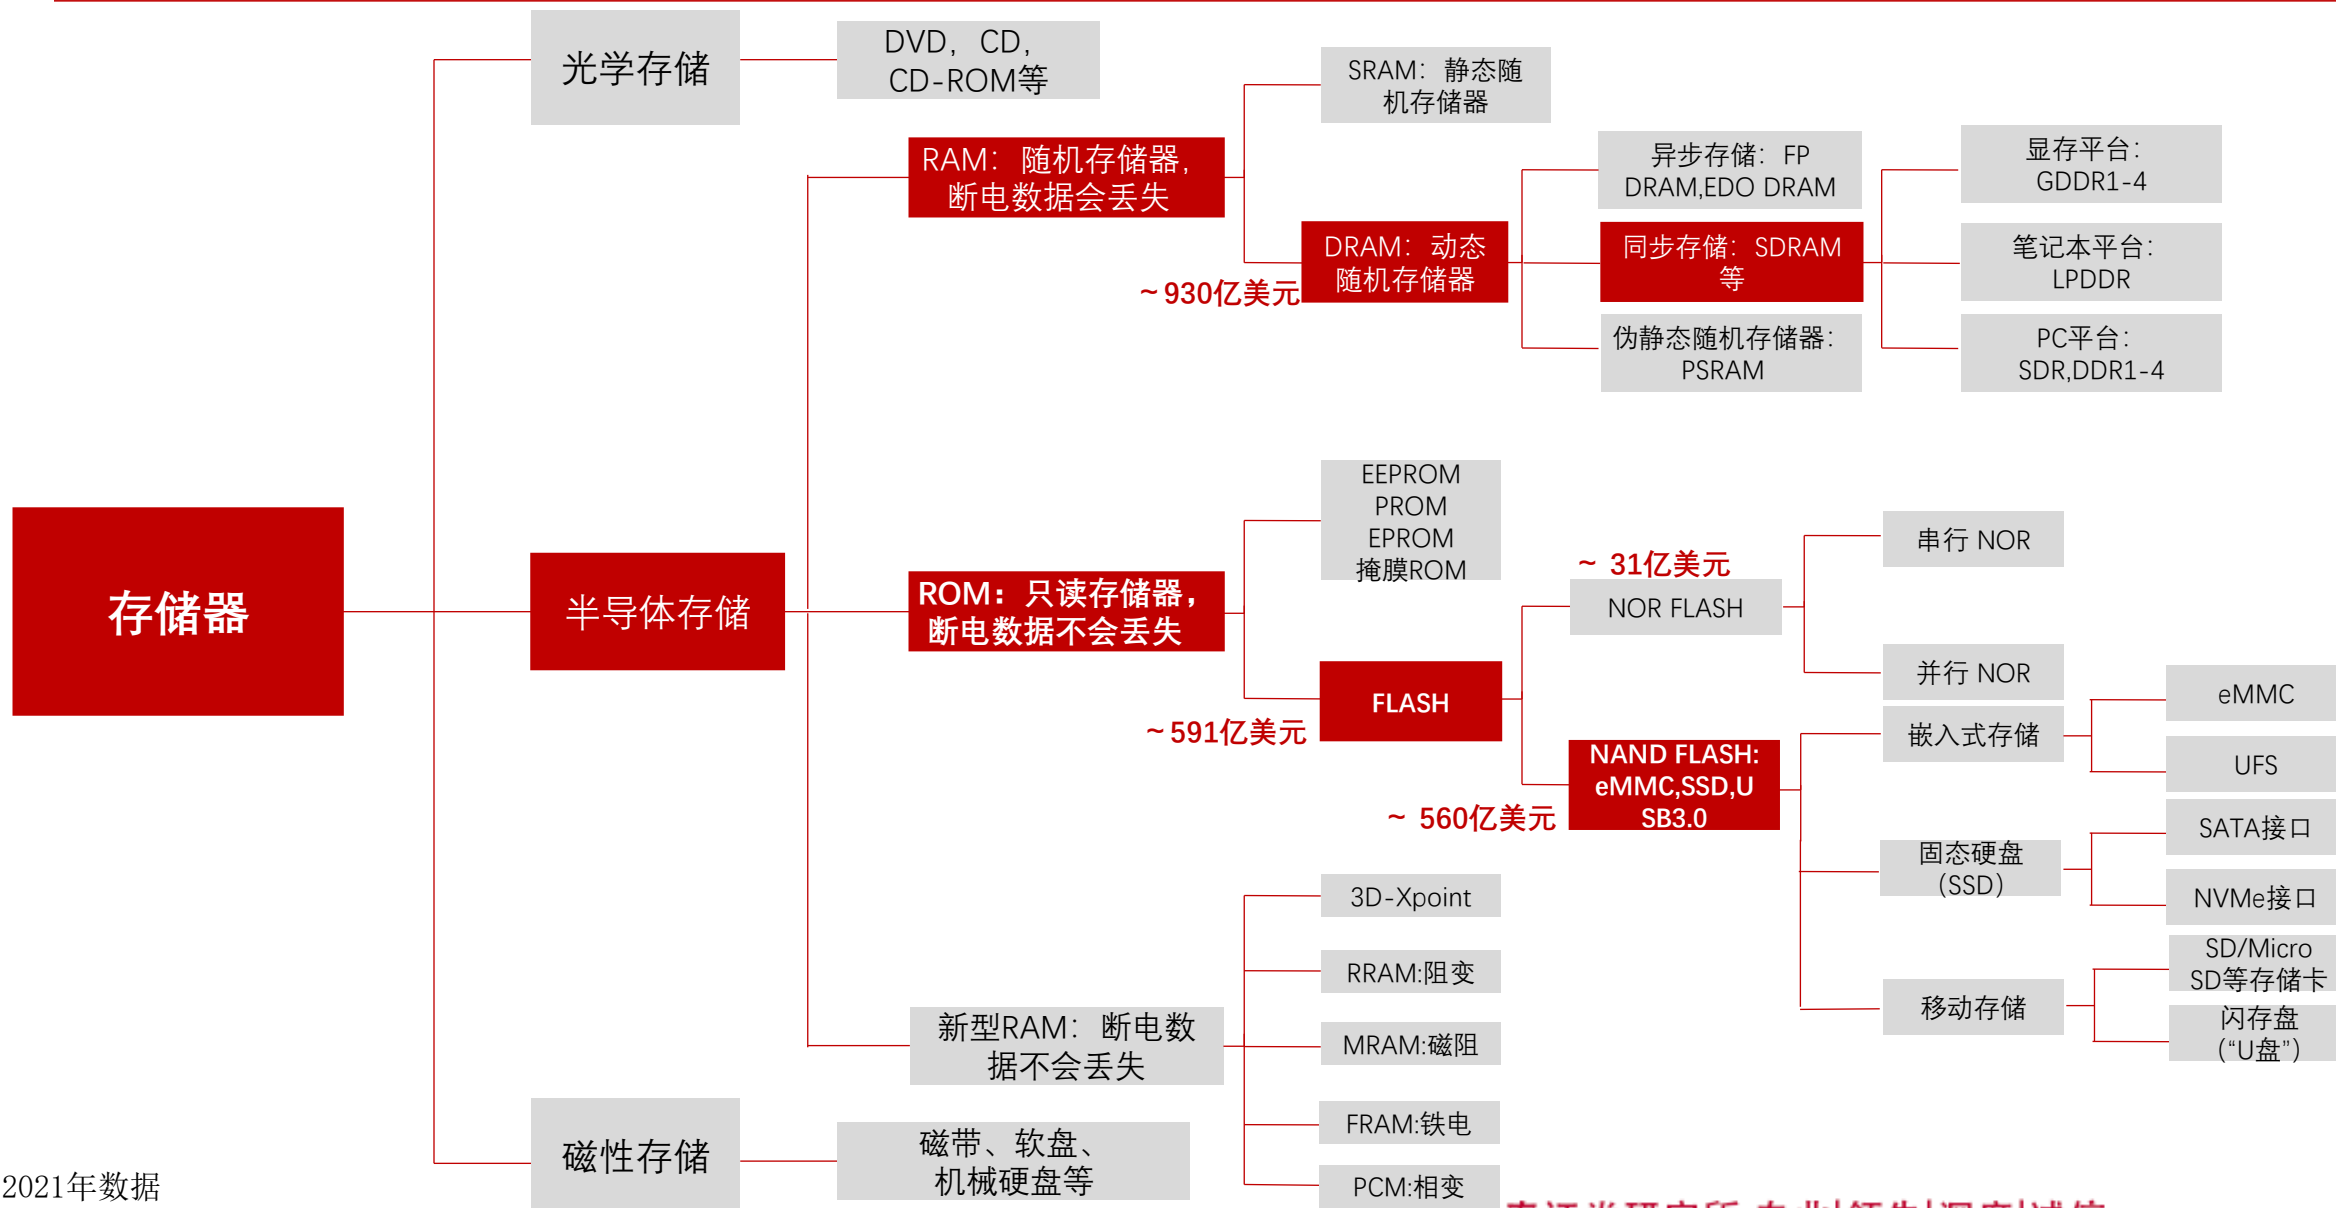 光学存储
DVD，CD，
CD-ROM等
SRAM：静态随
机存储器
RAM：随机存储器，
断电数据会丢失
异步存储：FP
DRAM,EDO DRAM
显存平台：
GDDR1-4
DRAM：动态
随机存储器
~930亿美元
同步存储：SDRAM
等
笔记本平台：
LPDDR
伪静态随机存储器：
PSRAM
PC平台：
SDR,DDR1-4
存储器
半导体存储
ROM：只读存储器，
断电数据不会丢失
EEPROM
PROM
EPROM
掩膜ROM
~ 31亿美元
NOR FLASH
串行 NOR
并行 NOR
FLASH
~591亿美元
NAND FLASH:
eMMC,SSD,U
SB3.0
~ 560亿美元
嵌入式存储
eMMC
UFS
固态硬盘
（SSD）
SATA接口
NVMe接口
移动存储
SD/Micro
SD等存储卡
闪存盘
（“U盘”）
新型RAM：断电数
据不会丢失
3D-Xpoint
RRAM:阻变
MRAM:磁阻
FRAM:铁电
PCM:相变
磁性存储
磁带、软盘、
机械硬盘等
2021年数据